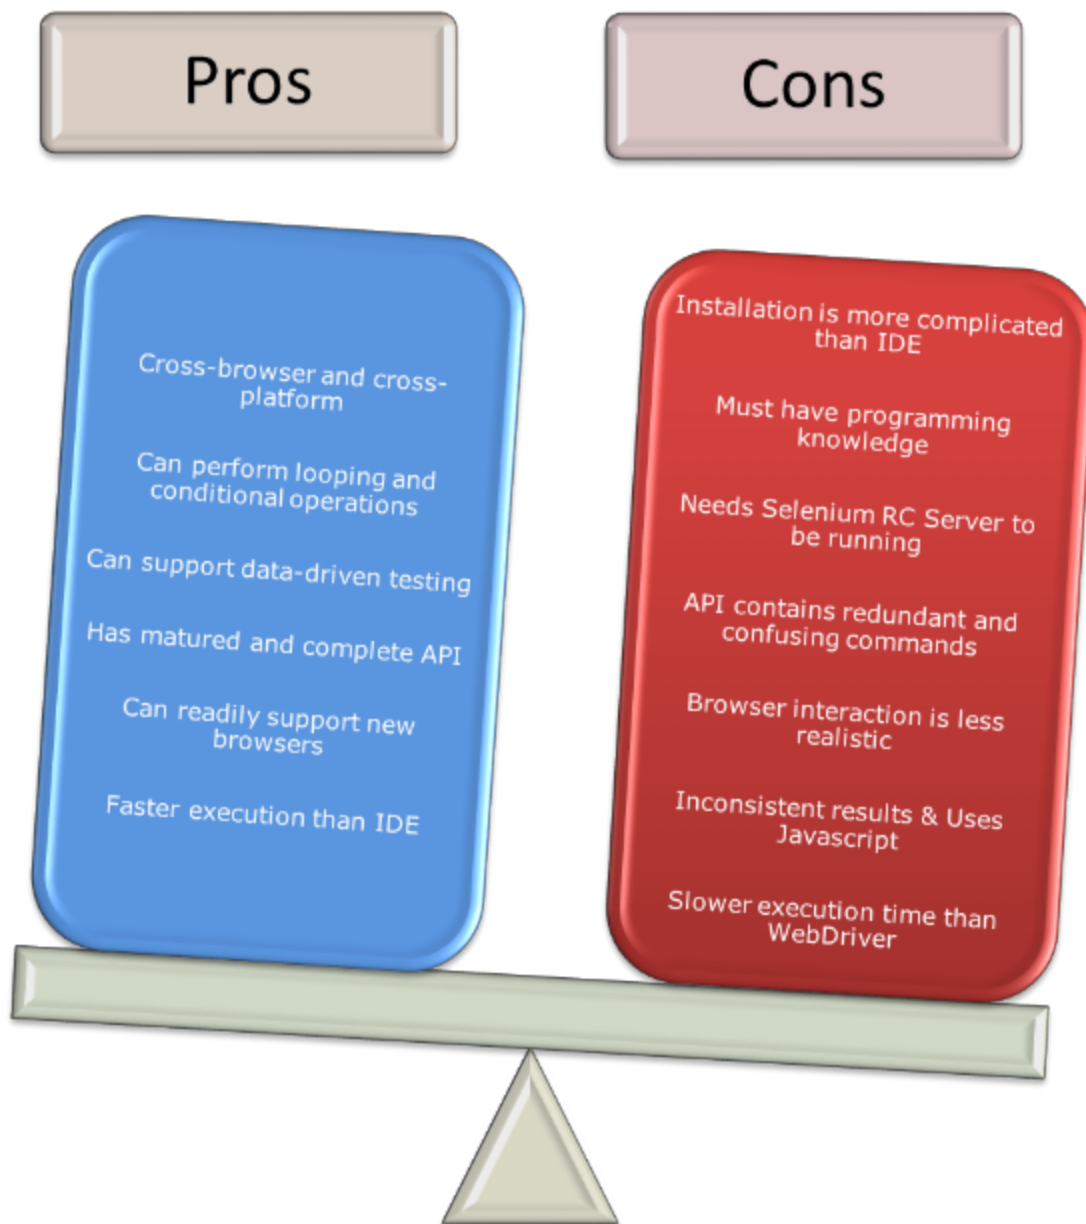 Pros
Cross-browser and cross-
platform
Can perform looping and
conditional operations
Can support data-driven testing
Has matured and complete API
Can readily support new
browsers
Faster execution than IDE
Cons
Installation is more complicated
than IDE
Must have programming
knowledge
Needs Selenium RC Server to
be running
API contains redundant and
confusing commands
Browser interaction is less
realistic
Inconsistent results & Uses
Javascript
Slower execution time than
WebDriver